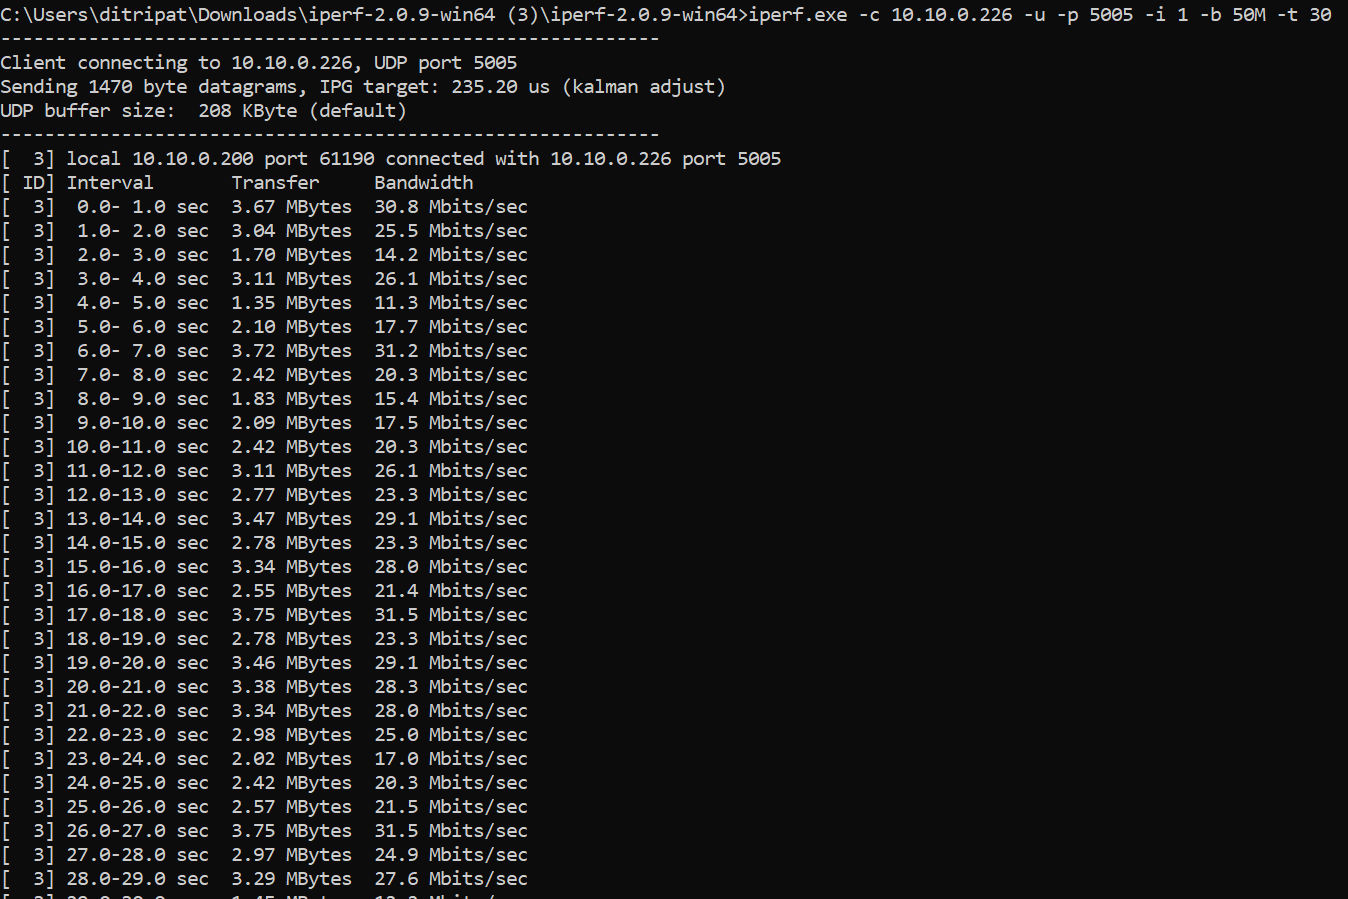 C:\Users\ditripat\Downloads\iperf-2.0.9-win64 (3)\iperf-2.0.9-win64>iperf.exe -c 10.10.0.226 -u -p 5005 -i 1 -b 50M -t 30
------------------------------------------------------------
Client connecting to 10.10.0.226, UDP port 5005
Sending 1470 byte datagrams, IPG target: 235.20 us (kalman adjust)
UDP buffer size:  208 KByte (default)
------------------------------------------------------------
[  3] local 10.10.0.200 port 61190 connected with 10.10.0.226 port 5005
[ ID] Interval       Transfer     Bandwidth
[  3]  0.0- 1.0 sec  3.67 MBytes  30.8 Mbits/sec
[  3]  1.0- 2.0 sec  3.04 MBytes  25.5 Mbits/sec
[  3]  2.0- 3.0 sec  1.70 MBytes  14.2 Mbits/sec
[  3]  3.0- 4.0 sec  3.11 MBytes  26.1 Mbits/sec
[  3]  4.0- 5.0 sec  1.35 MBytes  11.3 Mbits/sec
[  3]  5.0- 6.0 sec  2.10 MBytes  17.7 Mbits/sec
[  3]  6.0- 7.0 sec  3.72 MBytes  31.2 Mbits/sec
[  3]  7.0- 8.0 sec  2.42 MBytes  20.3 Mbits/sec
[  3]  8.0- 9.0 sec  1.83 MBytes  15.4 Mbits/sec
[  3]  9.0-10.0 sec  2.09 MBytes  17.5 Mbits/sec
[  3] 10.0-11.0 sec  2.42 MBytes  20.3 Mbits/sec
[  3] 11.0-12.0 sec  3.11 MBytes  26.1 Mbits/sec
[  3] 12.0-13.0 sec  2.77 MBytes  23.3 Mbits/sec
[  3] 13.0-14.0 sec  3.47 MBytes  29.1 Mbits/sec
[  3] 14.0-15.0 sec  2.78 MBytes  23.3 Mbits/sec
[  3] 15.0-16.0 sec  3.34 MBytes  28.0 Mbits/sec
[  3] 16.0-17.0 sec  2.55 MBytes  21.4 Mbits/sec
[  3] 17.0-18.0 sec  3.75 MBytes  31.5 Mbits/sec
[  3] 18.0-19.0 sec  2.78 MBytes  23.3 Mbits/sec
[  3] 19.0-20.0 sec  3.46 MBytes  29.1 Mbits/sec
[  3] 20.0-21.0 sec  3.38 MBytes  28.3 Mbits/sec
[  3] 21.0-22.0 sec  3.34 MBytes  28.0 Mbits/sec
[  3] 22.0-23.0 sec  2.98 MBytes  25.0 Mbits/sec
[  3] 23.0-24.0 sec  2.02 MBytes  17.0 Mbits/sec
[  3] 24.0-25.0 sec  2.42 MBytes  20.3 Mbits/sec
[  3] 25.0-26.0 sec  2.57 MBytes  21.5 Mbits/sec
[  3] 26.0-27.0 sec  3.75 MBytes  31.5 Mbits/sec
[  3] 27.0-28.0 sec  2.97 MBytes  24.9 Mbits/sec
[  3] 28.0-29.0 sec  3.29 MBytes  27.6 Mbits/sec